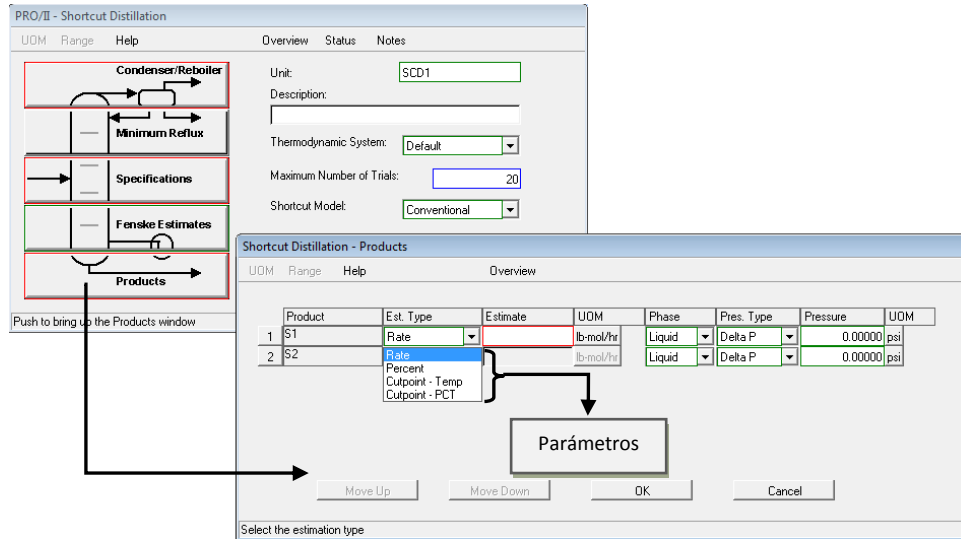 PRO/II - Shortcut Distillation
UOM Range Help Overview Status Notes
Condenser/Reboiler
Minimum Reflux
Specifications
Fenske Estimates
Products
Unit: SCD1
Description:
Thermodynamic System: Default
Maximum Number of Trials: 20
Shortcut Model: Conventional
Push to bring up the Products window
Shortcut Distillation - Products
UOM Range Help Overview
Product Est. Type Estimate UOM Phase Pres. Type Pressure UOM
1 S1 Rate lb-mol/hr Liquid Delta P 0.00000 psi
2 S2 lb-mol/hr Liquid Delta P 0.00000 psi
Rate
Percent
Cutpoint - Temp
Cutpoint - PCT
Parámetros
Move Up Move Down OK Cancel
Select the estimation type